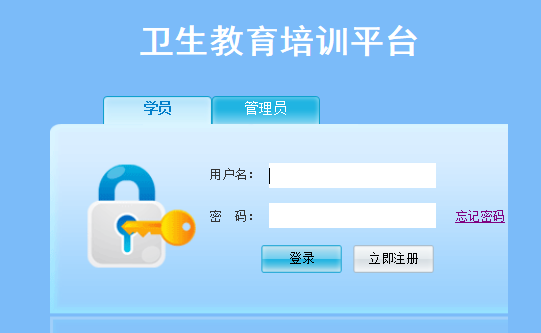 卫生教育培训平台
学员 管理员
用户名：
密 码： 忘记密码
登录 立即注册